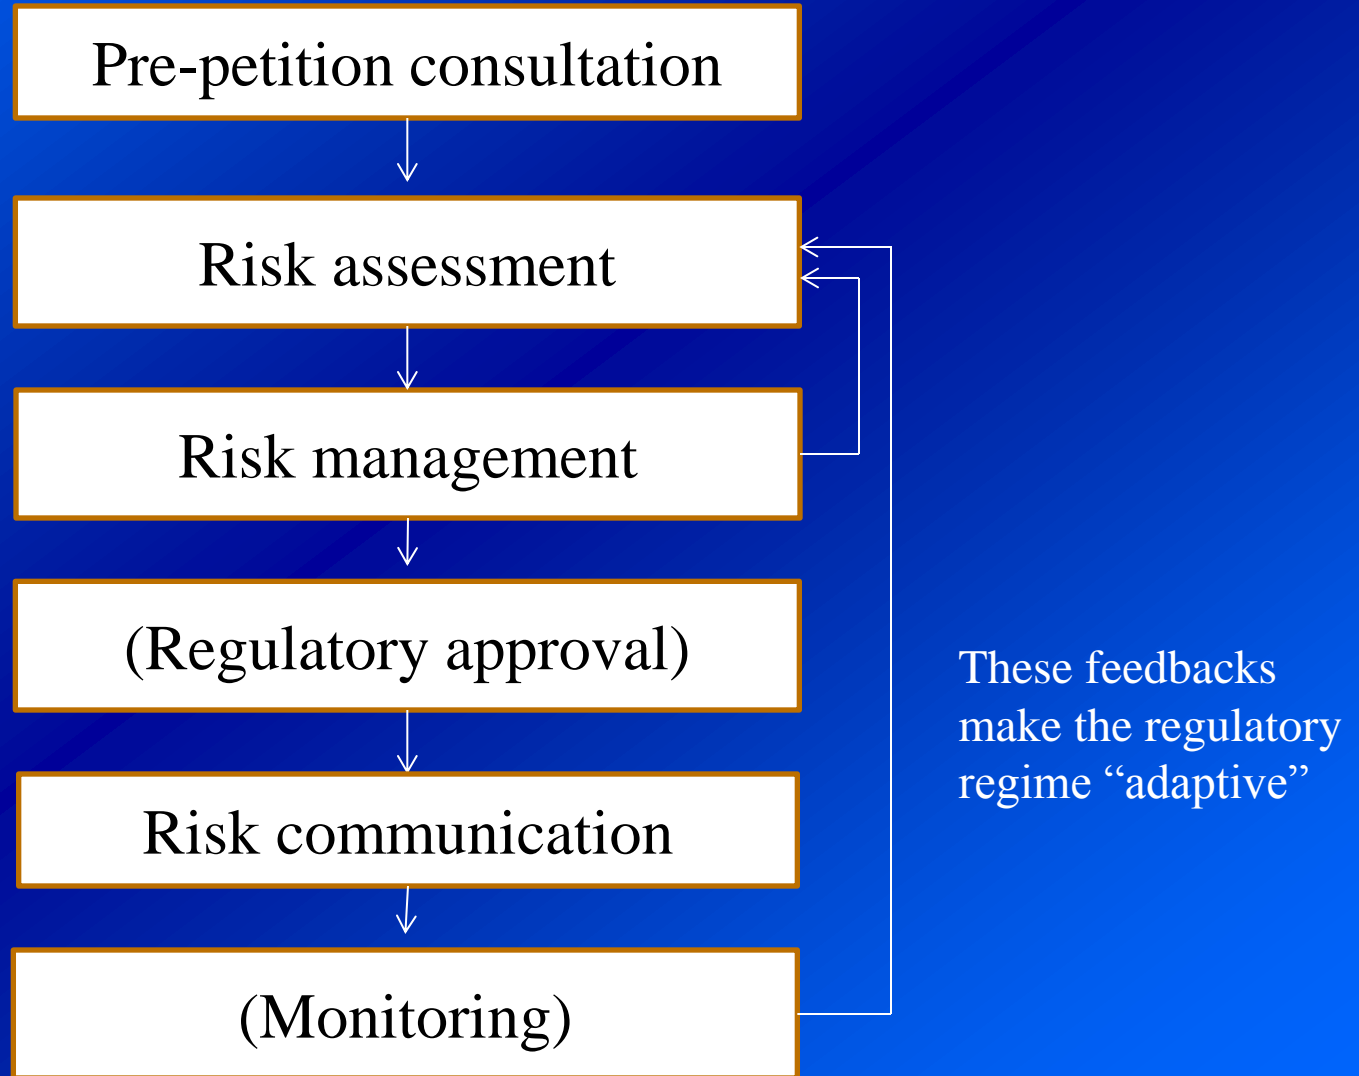 Pre-petition consultation
Risk assessment
Risk management
(Regulatory approval)
These feedbacks
make the regulatory
regime “adaptive”
Risk communication
(Monitoring)